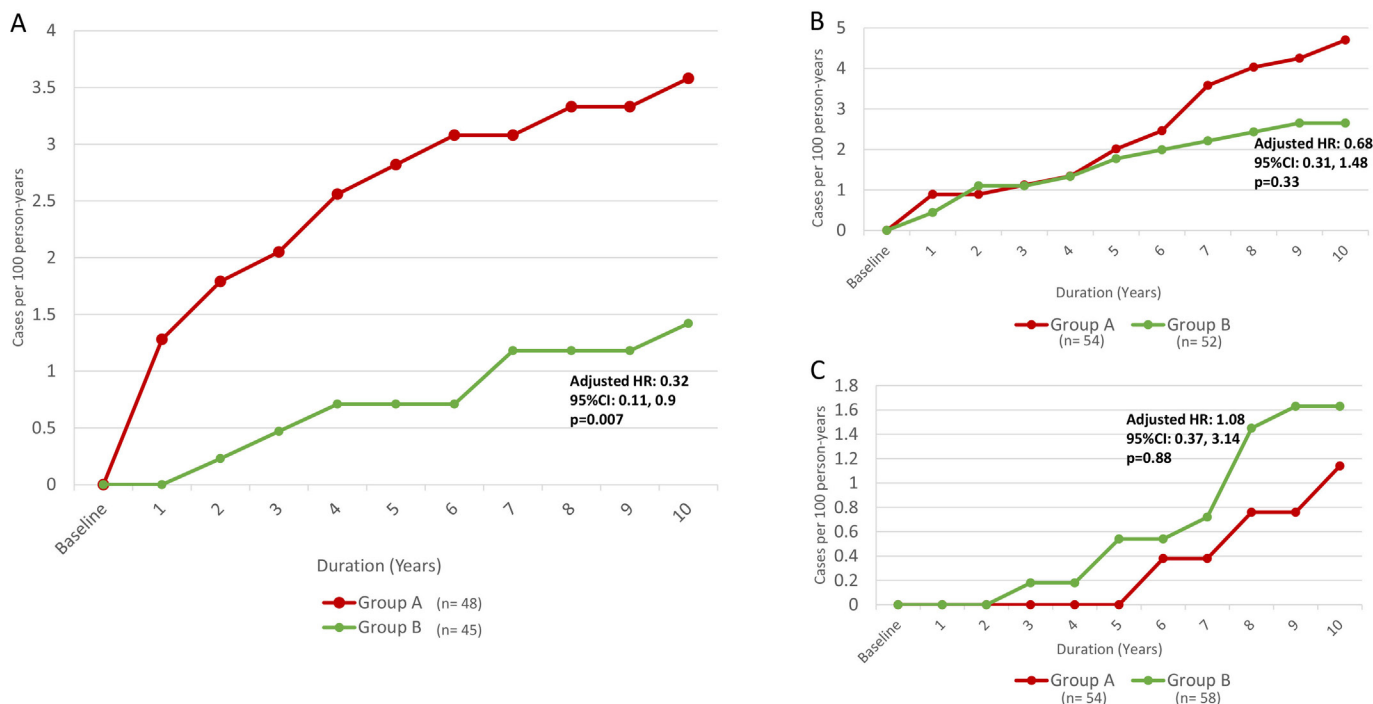 A
Cases per 100 person-years
4
3.5
3
2.5
2
1.5
1
0.5
0
Adjusted HR: 0.32
95%CI: 0.11, 0.9
p=0.007
Baseline 1 2 3 4 5 6 7 8 9 10
Duration (Years)
Group A (n= 48)
Group B (n= 45)
B
Cases per 100 person-years
5
4
3
2
1
0
Adjusted HR: 0.68
95%CI: 0.31, 1.48
p=0.33
Baseline 1 2 3 4 5 6 7 8 9 10
Duration (Years)
Group A Group B
(n= 54) (n= 52)
C
Cases per 100 person-years
1.8
1.6
1.4
1.2
1
0.8
0.6
0.4
0.2
0
Adjusted HR: 1.08
95%CI: 0.37, 3.14
p=0.88
Baseline 1 2 3 4 5 6 7 8 9 10
Duration (Years)
Group A Group B
(n= 54) (n= 58)